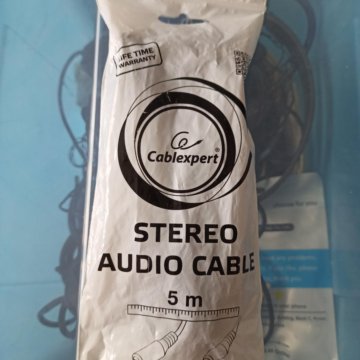 LIFE TIME
WARRANTY
Cablexpert®
STEREO
AUDIO CABLE
5 m